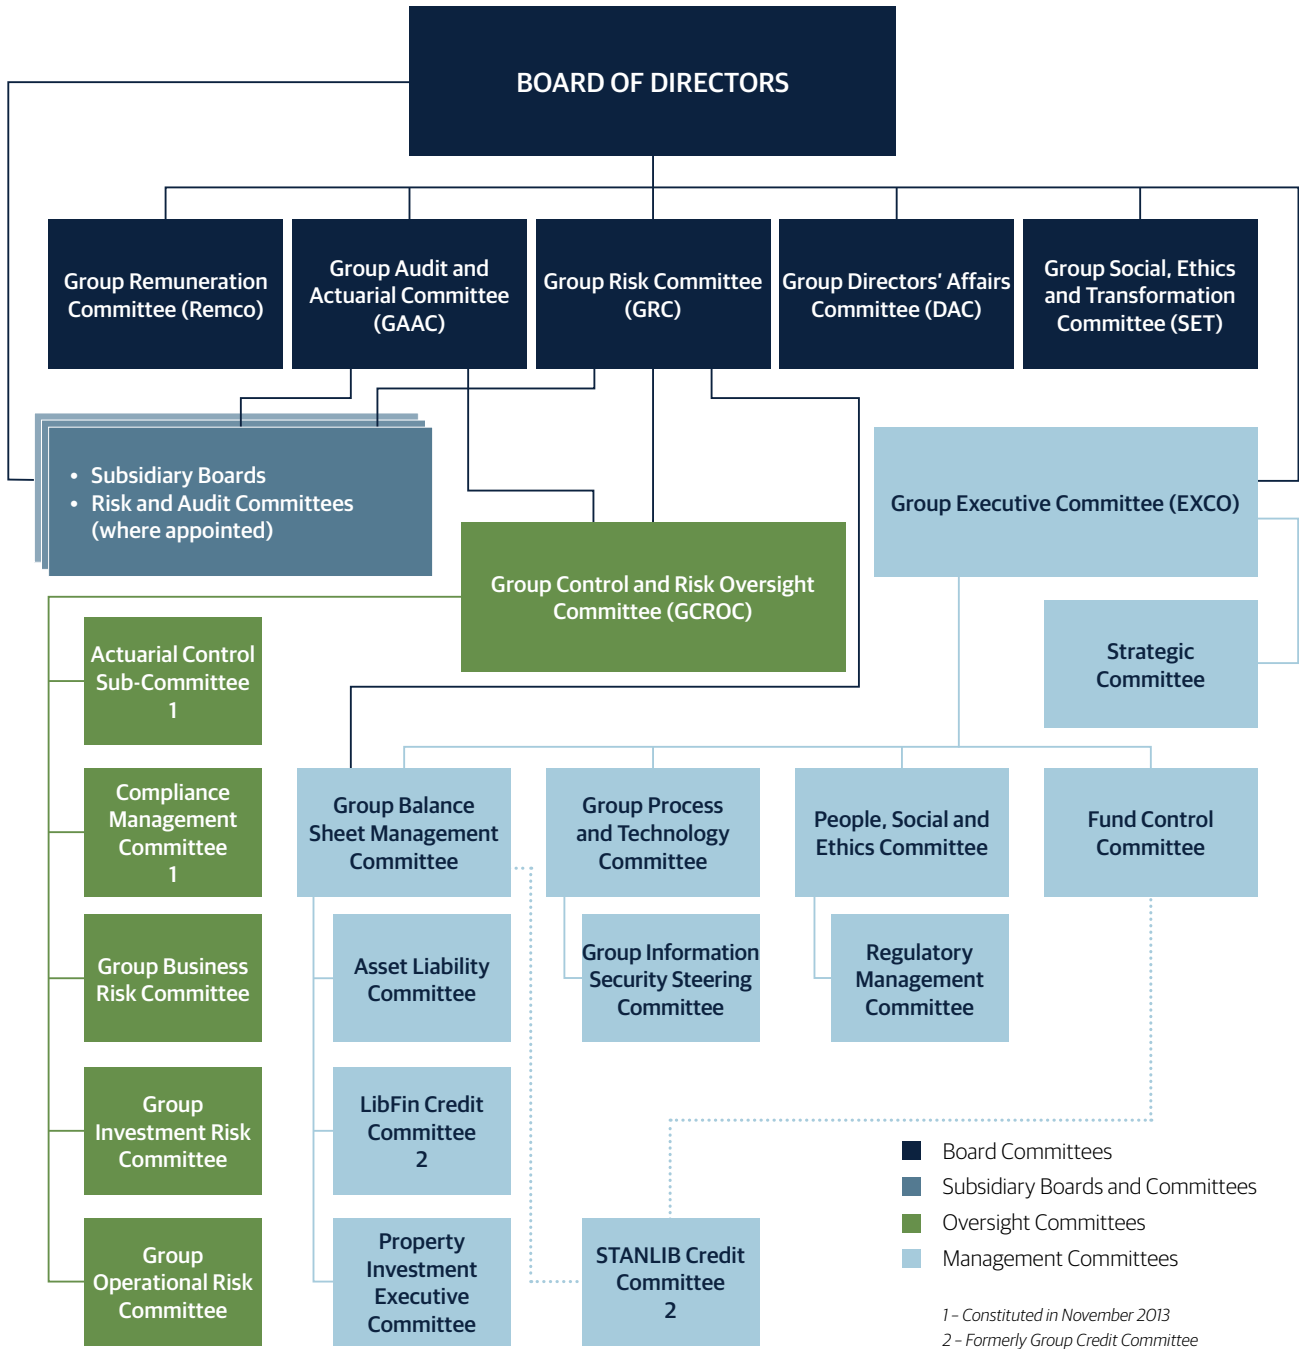 BOARD OF DIRECTORS
Group Remuneration
Committee (Remco)
Group Audit and
Actuarial Committee
(GAAC)
Group Risk Committee
(GRC)
Group Directors’ Affairs
Committee (DAC)
Group Social, Ethics
and Transformation
Committee (SET)
• Subsidiary Boards
• Risk and Audit Committees
(where appointed)
Group Executive Committee (EXCO)
Group Control and Risk Oversight
Committee (GCROC)
Strategic
Committee
Actuarial Control
Sub-Committee
1
Compliance
Management
Committee
1
Group Business
Risk Committee
Group
Investment Risk
Committee
Group
Operational Risk
Committee
Group Balance
Sheet Management
Committee
Group Process
and Technology
Committee
People, Social and
Ethics Committee
Fund Control
Committee
Asset Liability
Committee
Group Information
Security Steering
Committee
Regulatory
Management
Committee
LibFin Credit
Committee
2
Property
Investment
Executive
Committee
STANLIB Credit
Committee
2
Board Committees
Subsidiary Boards and Committees
Oversight Committees
Management Committees
1 – Constituted in November 2013
2 – Formerly Group Credit Committee